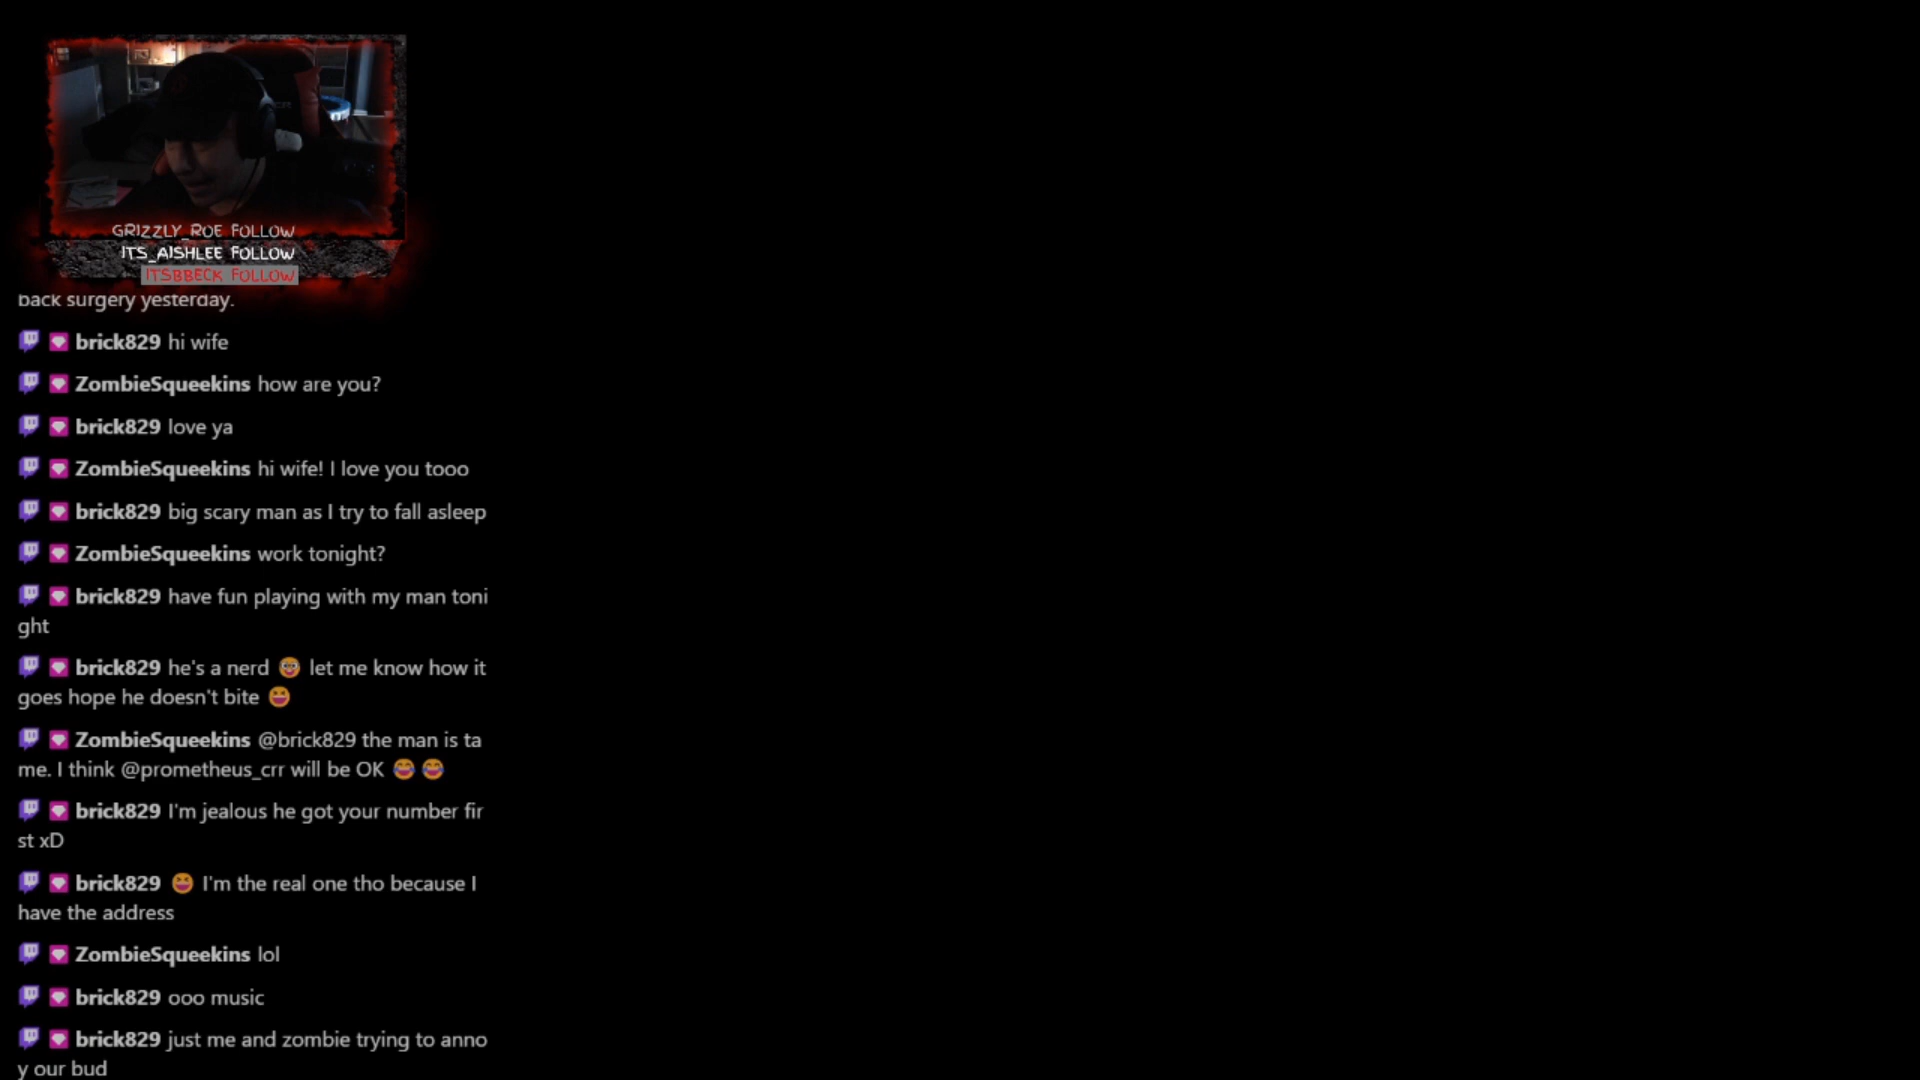 GRIZZLY_ROE FOLLOW
ITS_AISHLEE FOLLOW
ITSBBECK FOLLOW
back surgery yesterday.
brick829 hi wife
ZombieSqueekins how are you?
brick829 love ya
ZombieSqueekins hi wife! I love you tooo
brick829 big scary man as I try to fall asleep
ZombieSqueekins work tonight?
brick829 have fun playing with my man toni
ght
brick829 he's a nerd 🤓 let me know how it
goes hope he doesn't bite 😆
ZombieSqueekins @brick829 the man is ta
me. I think @prometheus_crr will be OK 😂 😂
brick829 I'm jealous he got your number fir
st xD
brick829 😆 I'm the real one tho because I
have the address
ZombieSqueekins lol
brick829 ooo music
brick829 just me and zombie trying to anno
y our bud